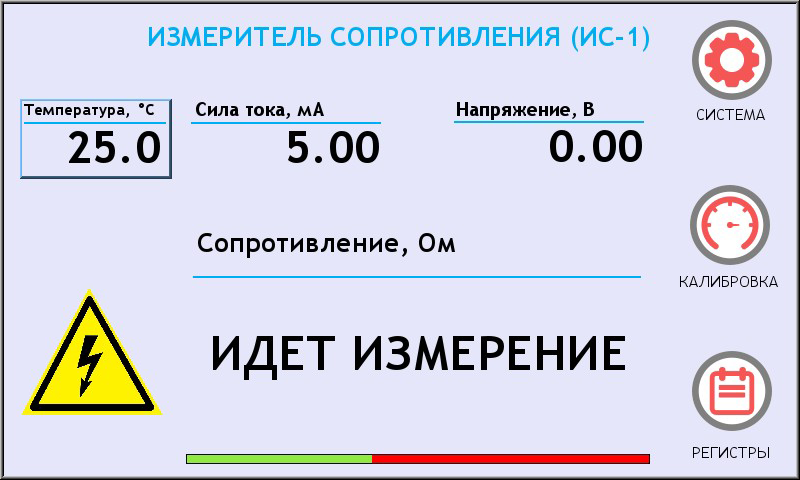 ИЗМЕРИТЕЛЬ СОПРОТИВЛЕНИЯ (ИС-1)
СИСТЕМА
Температура, °C
25.0
Сила тока, мА
5.00
Напряжение, В
0.00
Сопротивление, Ом
КАЛИБРОВКА
ИДЕТ ИЗМЕРЕНИЕ
РЕГИСТРЫ